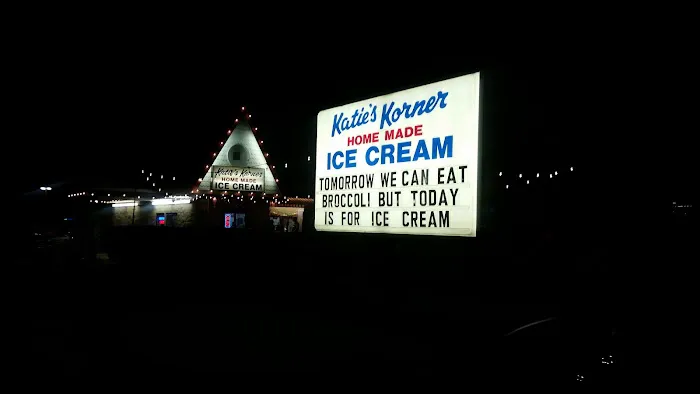 Katie's Korner
HOME MADE
ICE CREAM
TOMORROW WE CAN EAT
BROCCOLI BUT TODAY
IS FOR ICE CREAM
Katie's Korner
HOME MADE
ICE CREAM